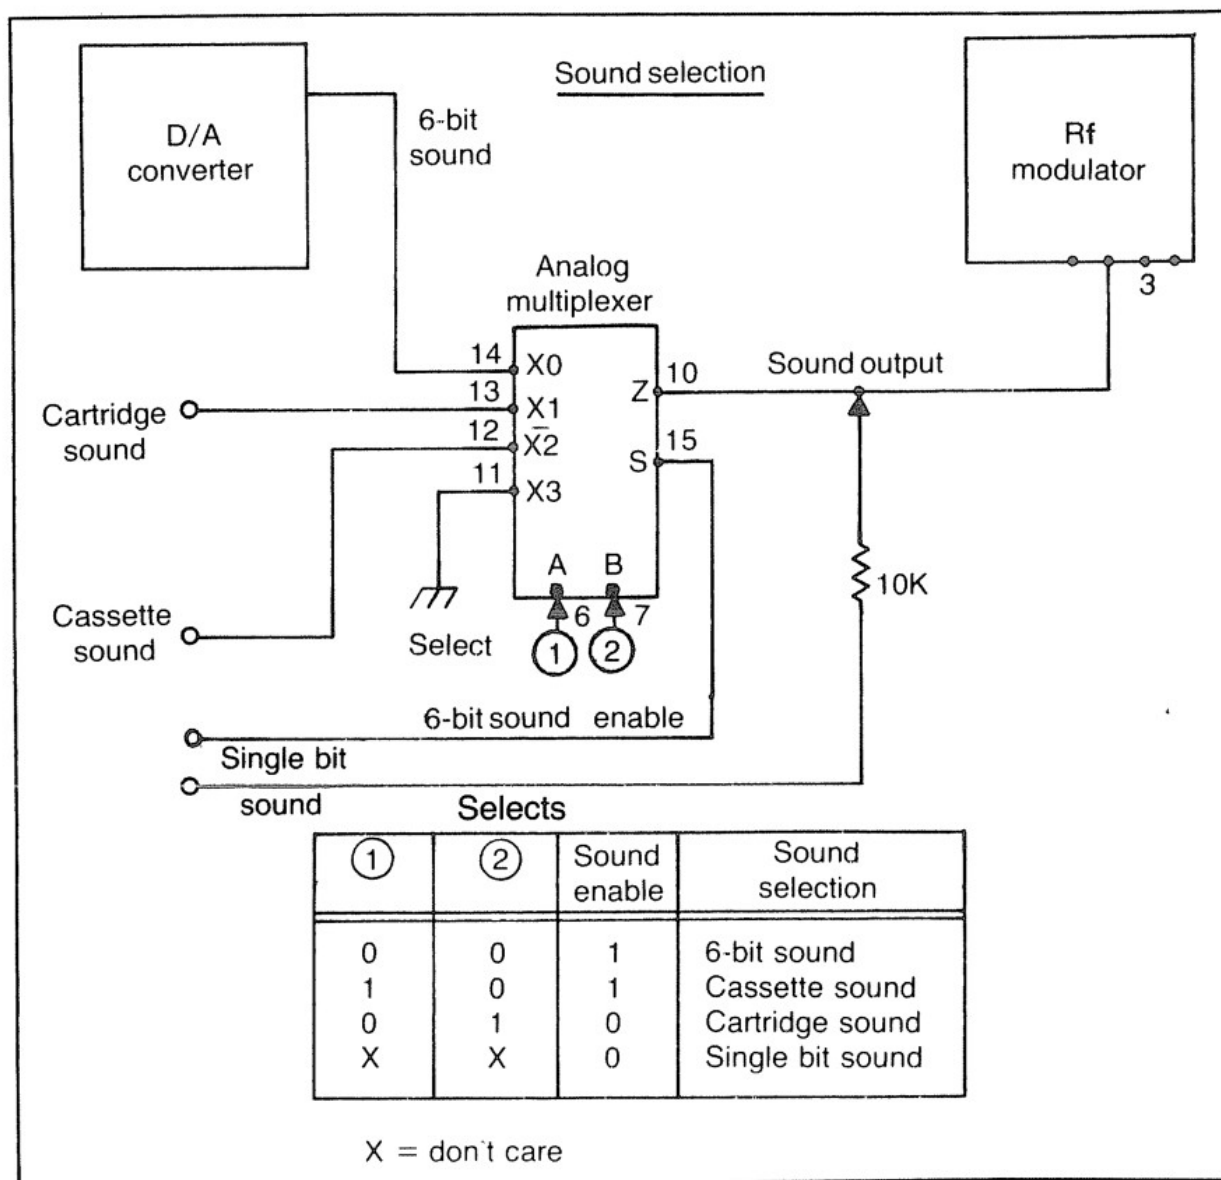 Sound selection
D/A
converter
6-bit
sound
Rf
modulator
3
Analog
multiplexer
14 X0
13 X1
12 X2
11 X3
Z 10
S 15
Sound output
Cartridge
sound
Cassette
sound
A B
6 7
Select 1 2
10K
6-bit sound enable
Single bit
sound
Selects
1 2 Sound enable Sound selection
0 0 1 6-bit sound
1 0 1 Cassette sound
0 1 0 Cartridge sound
X X 0 Single bit sound
X = don't care